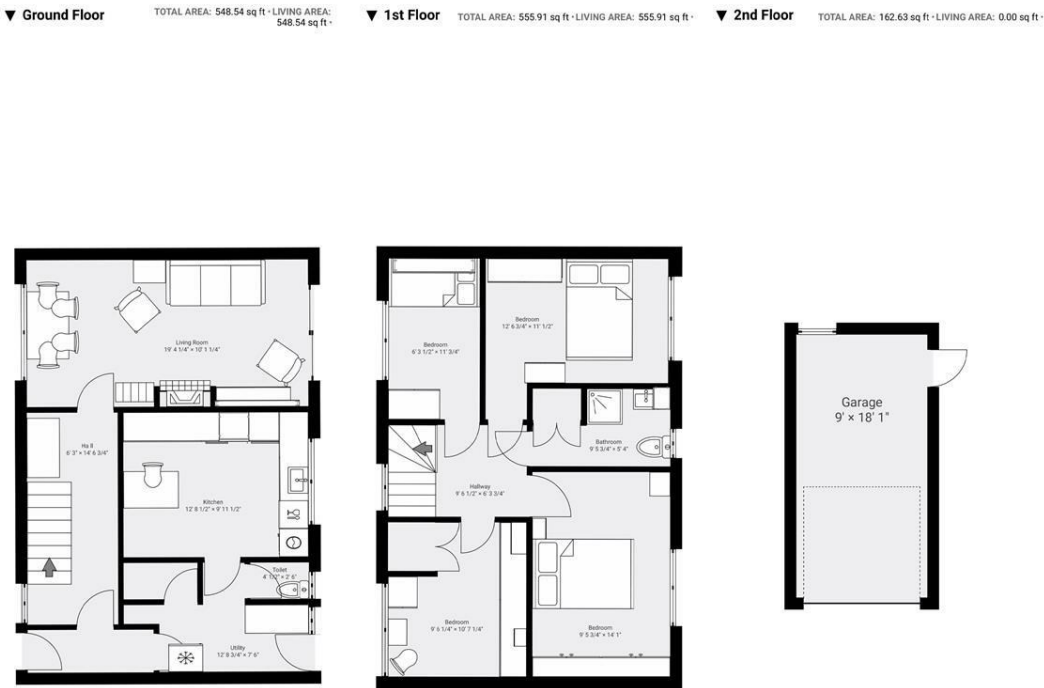 ▼ Ground Floor
TOTAL AREA: 548.54 sq ft • LIVING AREA:
548.54 sq ft •
▼ 1st Floor
TOTAL AREA: 555.91 sq ft • LIVING AREA: 555.91 sq ft •
▼ 2nd Floor
TOTAL AREA: 162.63 sq ft • LIVING AREA: 0.00 sq ft •
Living Room
19' 4 1/4" × 10' 1 1/4"
Hall
6' 3" × 14' 6 3/4"
Kitchen
12' 8 1/2" × 9' 11 1/2"
Toilet
4' 1/2" × 2' 6"
Utility
12' 8 3/4" × 7' 6"
Bedroom
6' 3 1/2" × 11' 3/4"
Bedroom
12' 6 3/4" × 11' 1/2"
Bathroom
9' 5 3/4" × 5' 4"
Hallway
9' 6 1/2" × 6' 3 3/4"
Bedroom
9' 6 1/4" × 10' 7 1/4"
Bedroom
9' 5 3/4" × 14' 1"
Garage
9' × 18' 1"